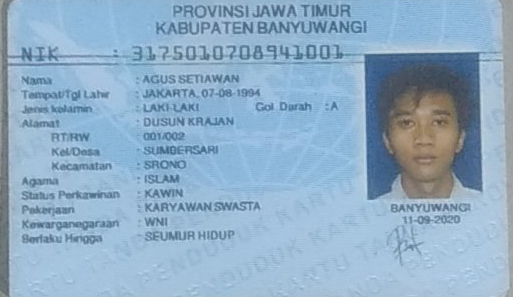 PROVINSI JAWA TIMUR
KABUPATEN BANYUWANGI
NIK : 3175010708941001
Nama : AGUS SETIAWAN
Tempat/Tgl Lahir : JAKARTA, 07-08-1994
Jenis kelamin : LAKI-LAKI Gol. Darah : A
Alamat : DUSUN KRAJAN
RT/RW 001/002
Kel/Desa : SUMBERSARI
Kecamatan : SRONO
Agama : ISLAM
Status Perkawinan : KAWIN
Pekerjaan : KARYAWAN SWASTA
Kewarganegaraan : WNI
Berlaku Hingga : SEUMUR HIDUP
BANYUWANGI
11-09-2020